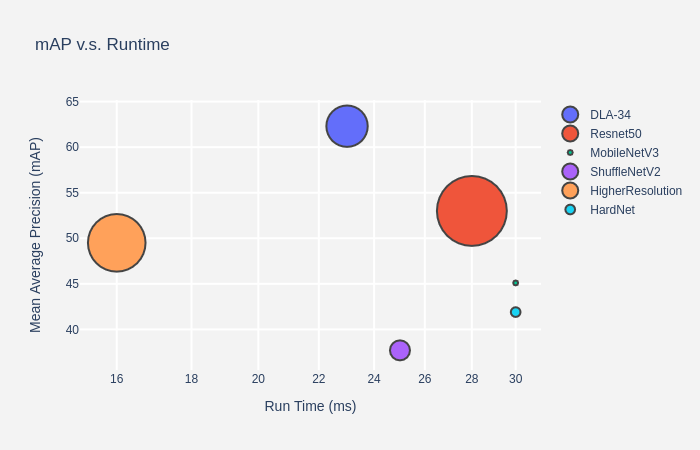 mAP v.s. Runtime
Mean Average Precision (mAP)
65
60
55
50
45
40
16 18 20 22 24 26 28 30
Run Time (ms)
DLA-34
Resnet50
MobileNetV3
ShuffleNetV2
HigherResolution
HardNet